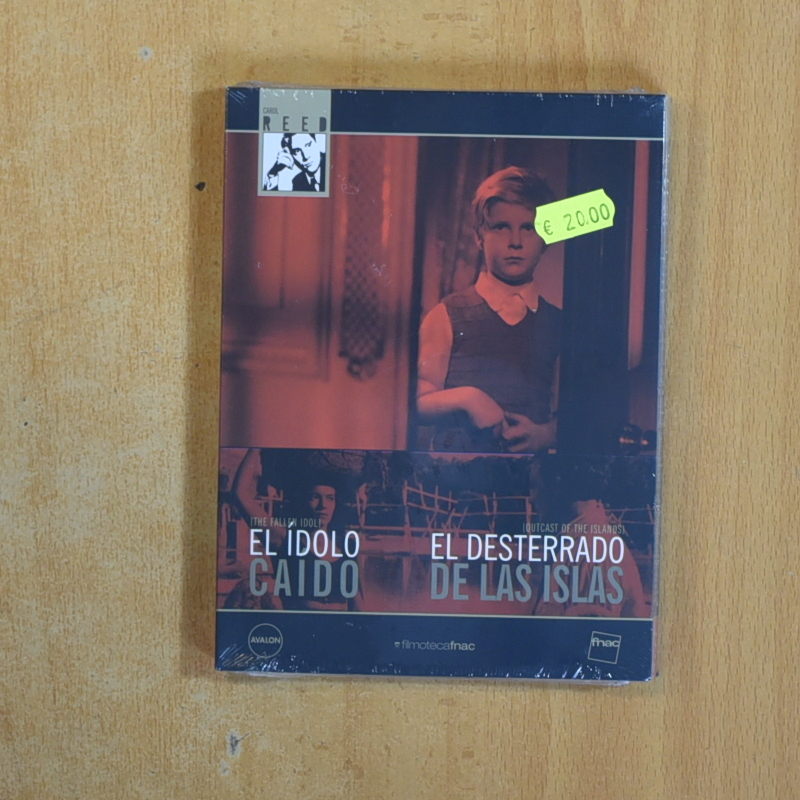 CAROL
REED
€ 20.00
[THE FALLEN IDOL]
EL ÍDOLO
CAIDO
[OUTCAST OF THE ISLANDS]
EL DESTERRADO
DE LAS ISLAS
AVALON
filmotecafnac
fnac